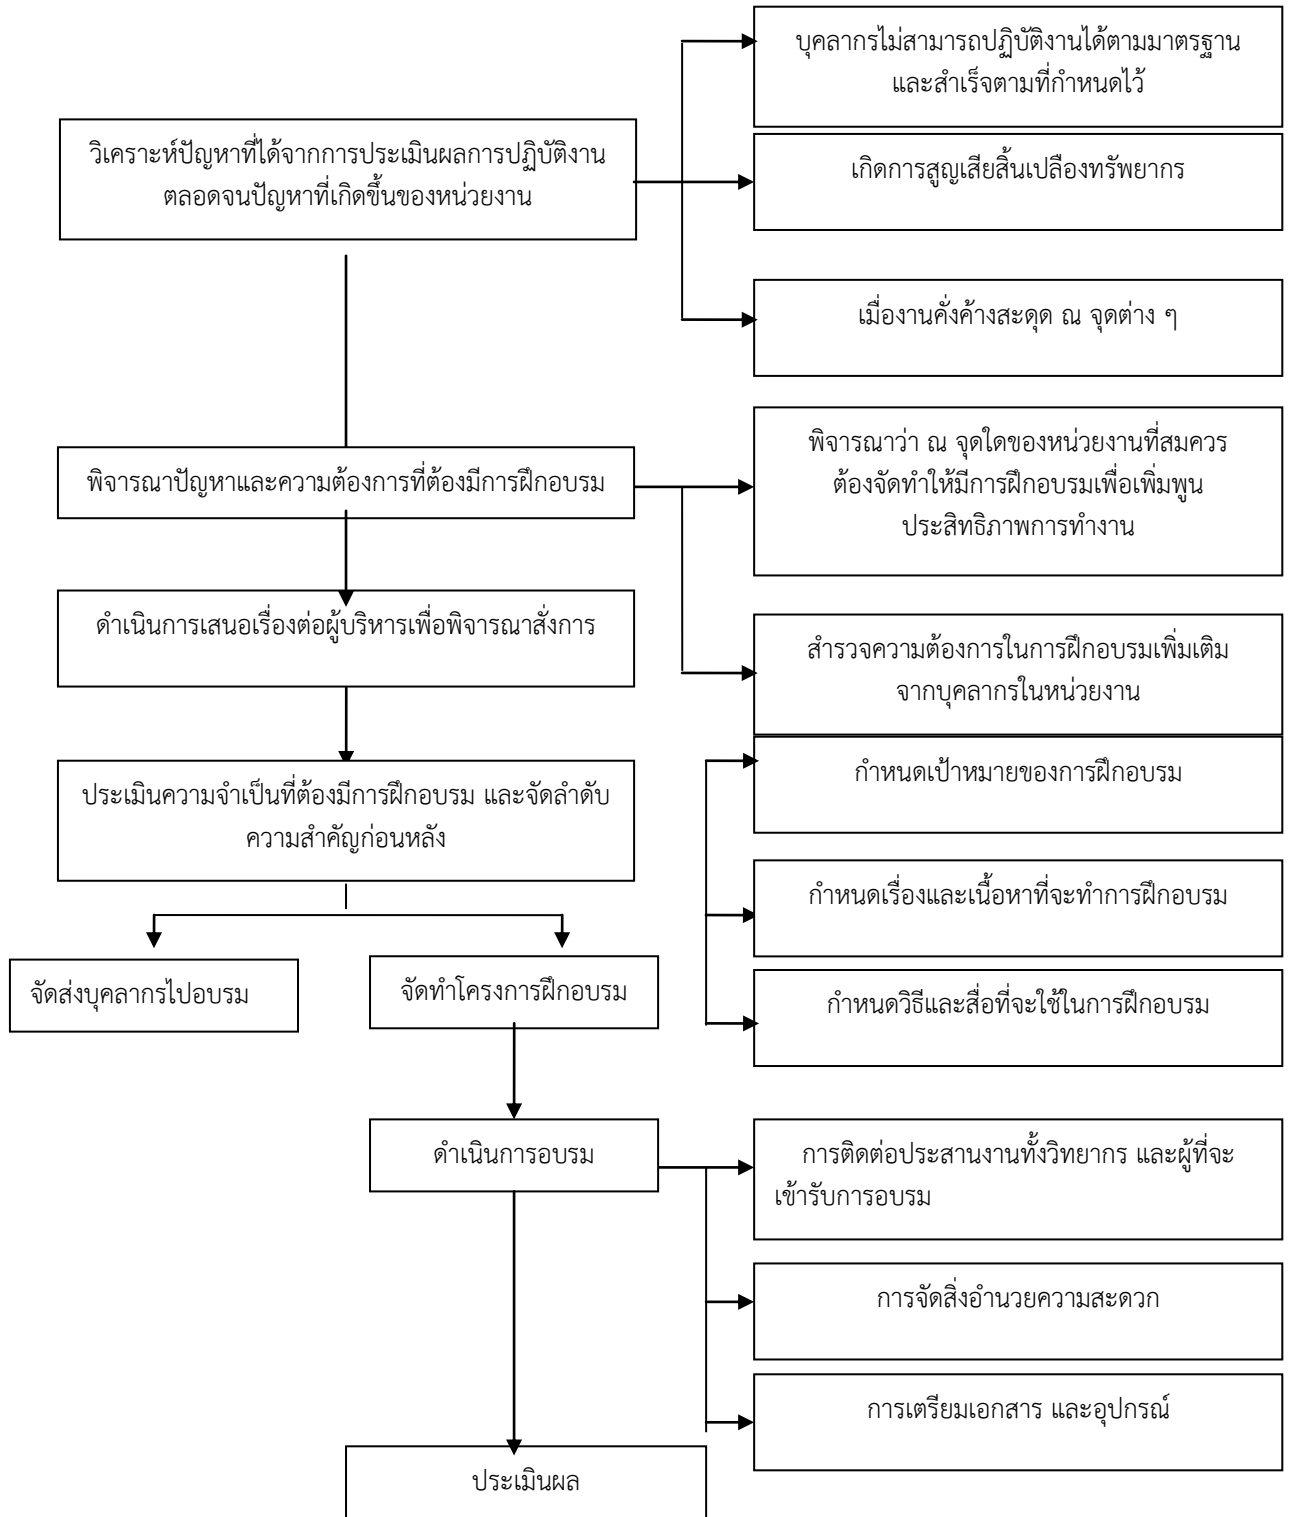 บุคลากรไม่สามารถปฏิบัติงานได้ตามมาตรฐาน
และสำเร็จตามที่กำหนดไว้
วิเคราะห์ปัญหาที่ได้จากการประเมินผลการปฏิบัติงาน
ตลอดจนปัญหาที่เกิดขึ้นของหน่วยงาน
เกิดการสูญเสียสิ้นเปลืองทรัพยากร
เมื่องานคั่งค้างสะดุด ณ จุดต่าง ๆ
พิจารณาปัญหาและความต้องการที่ต้องมีการฝึกอบรม
พิจารณาว่า ณ จุดใดของหน่วยงานที่สมควร
ต้องจัดทำให้มีการฝึกอบรมเพื่อเพิ่มพูน
ประสิทธิภาพการทำงาน
ดำเนินการเสนอเรื่องต่อผู้บริหารเพื่อพิจารณาสั่งการ
สำรวจความต้องการในการฝึกอบรมเพิ่มเติม
จากบุคลากรในหน่วยงาน
ประเมินความจำเป็นที่ต้องมีการฝึกอบรม และจัดลำดับ
ความสำคัญก่อนหลัง
กำหนดเป้าหมายของการฝึกอบรม
กำหนดเรื่องและเนื้อหาที่จะทำการฝึกอบรม
จัดส่งบุคลากรไปอบรม
จัดทำโครงการฝึกอบรม
กำหนดวิธีและสื่อที่จะใช้ในการฝึกอบรม
ดำเนินการอบรม
การติดต่อประสานงานทั้งวิทยากร และผู้ที่จะ
เข้ารับการอบรม
การจัดสิ่งอำนวยความสะดวก
การเตรียมเอกสาร และอุปกรณ์
ประเมินผล